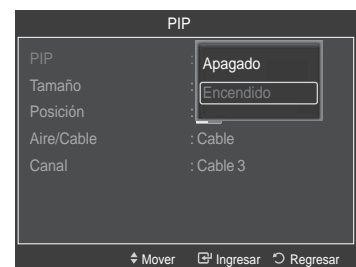 PIP
PIP :
Apagado
Tamaño :
Encendido
Posición :
Aire/Cable : Cable
Canal : Cable 3
Mover Ingresar Regresar